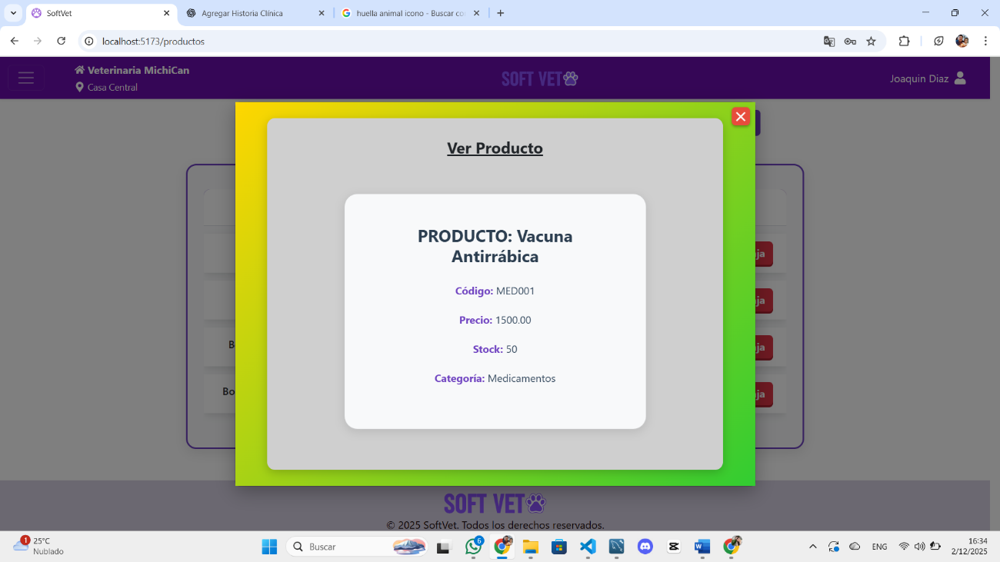 SoftVet
Agregar Historia Clínica
huella animal icono - Buscar co
localhost:5173/productos
Veterinaria MichiCan
Casa Central
SOFT VET
Joaquin Diaz
Ver Producto
PRODUCTO: Vacuna
Antirrábica
Código: MED001
Precio: 1500.00
Stock: 50
Categoría: Medicamentos
ja
ja
B
ja
Bo
ja
SOFT VET
© 2025 SoftVet. Todos los derechos reservados.
1
25°C
Nublado
Buscar
6
ENG
16:34
2/12/2025